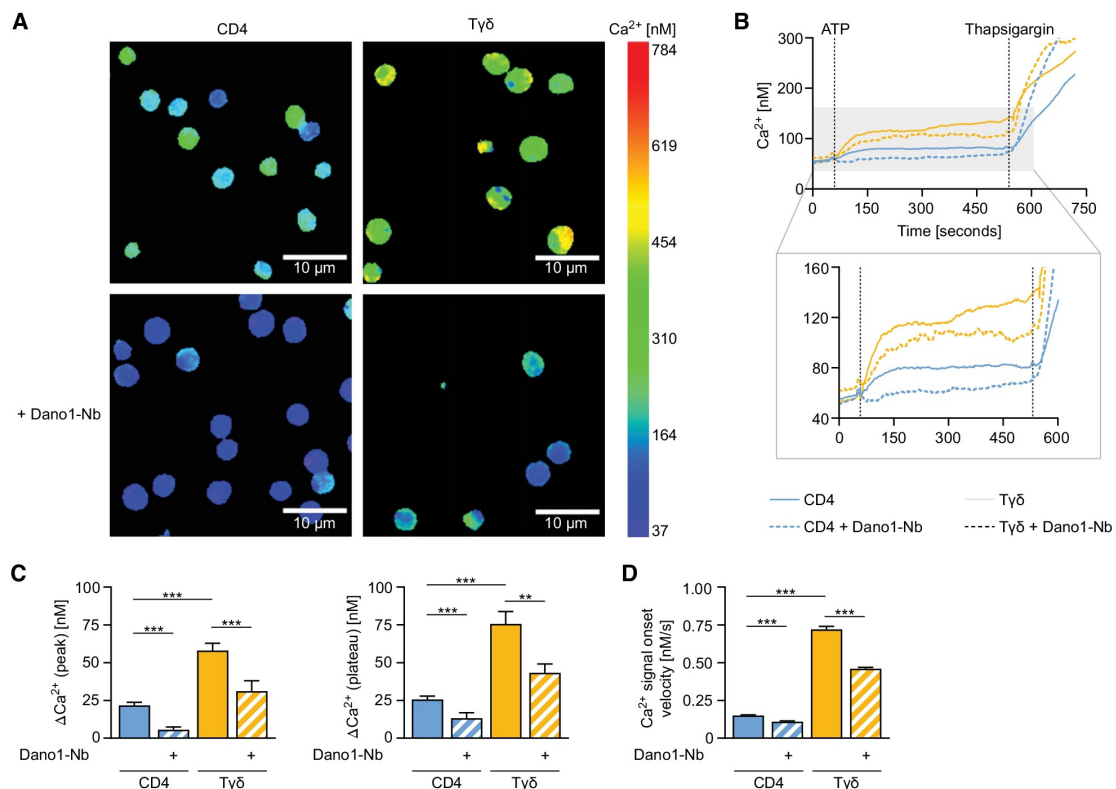 A
CD4
Tγδ
Ca²⁺ [nM]
784
619
454
310
164
37
10 µm
10 µm
+ Dano1-Nb
10 µm
10 µm
B
ATP
Thapsigargin
300
200
100
0
Ca²⁺ [nM]
0 150 300 450 600 750
Time [seconds]
160
120
80
40
0 150 300 450 600
CD4
Tγδ
CD4 + Dano1-Nb
Tγδ + Dano1-Nb
C
ΔCa²⁺ (peak) [nM]
100
75
50
25
0
***
***
***
Dano1-Nb + +
CD4 Tγδ
ΔCa²⁺ (plateau) [nM]
100
75
50
25
0
***
***
**
Dano1-Nb + +
CD4 Tγδ
D
Ca²⁺ signal onset
velocity [nM/s]
1.00
0.75
0.50
0.25
0
***
***
***
Dano1-Nb + +
CD4 Tγδ